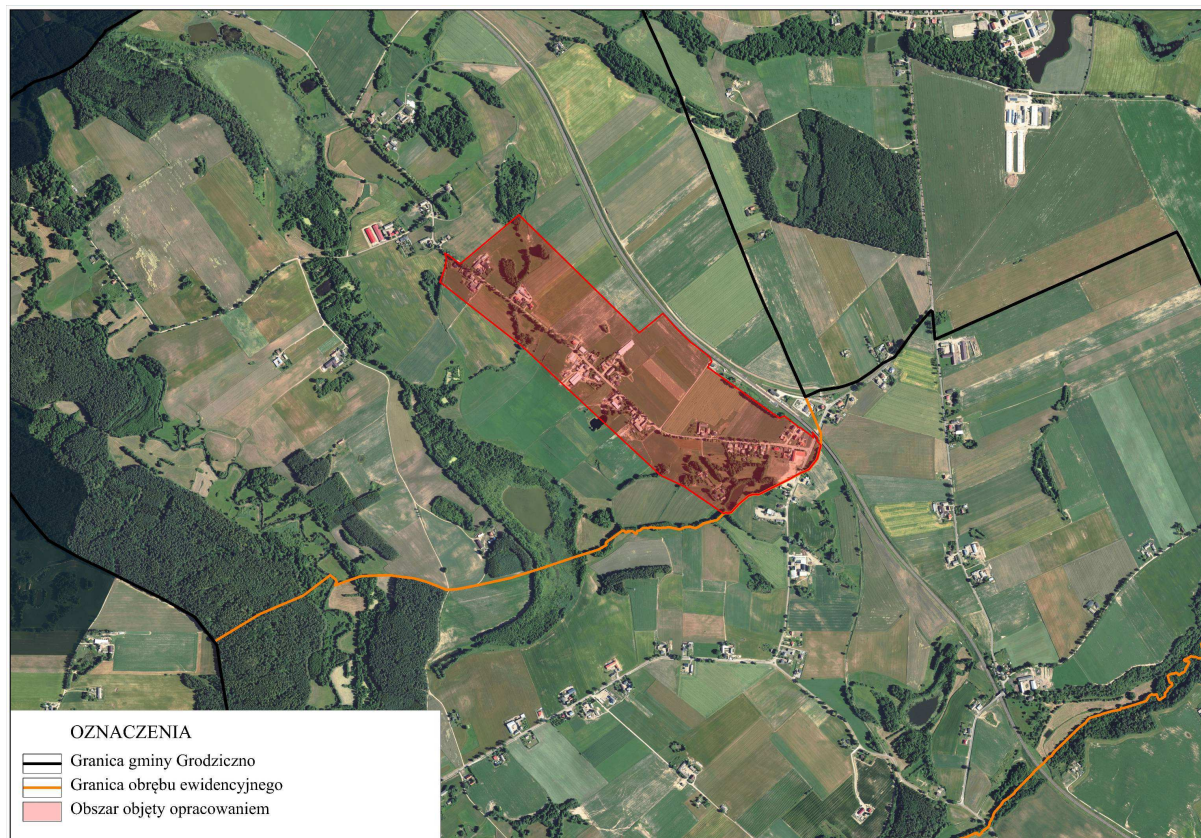 OZNACZENIA
Granica gminy Grodziczno
Granica obrębu ewidencyjnego
Obszar objęty opracowaniem